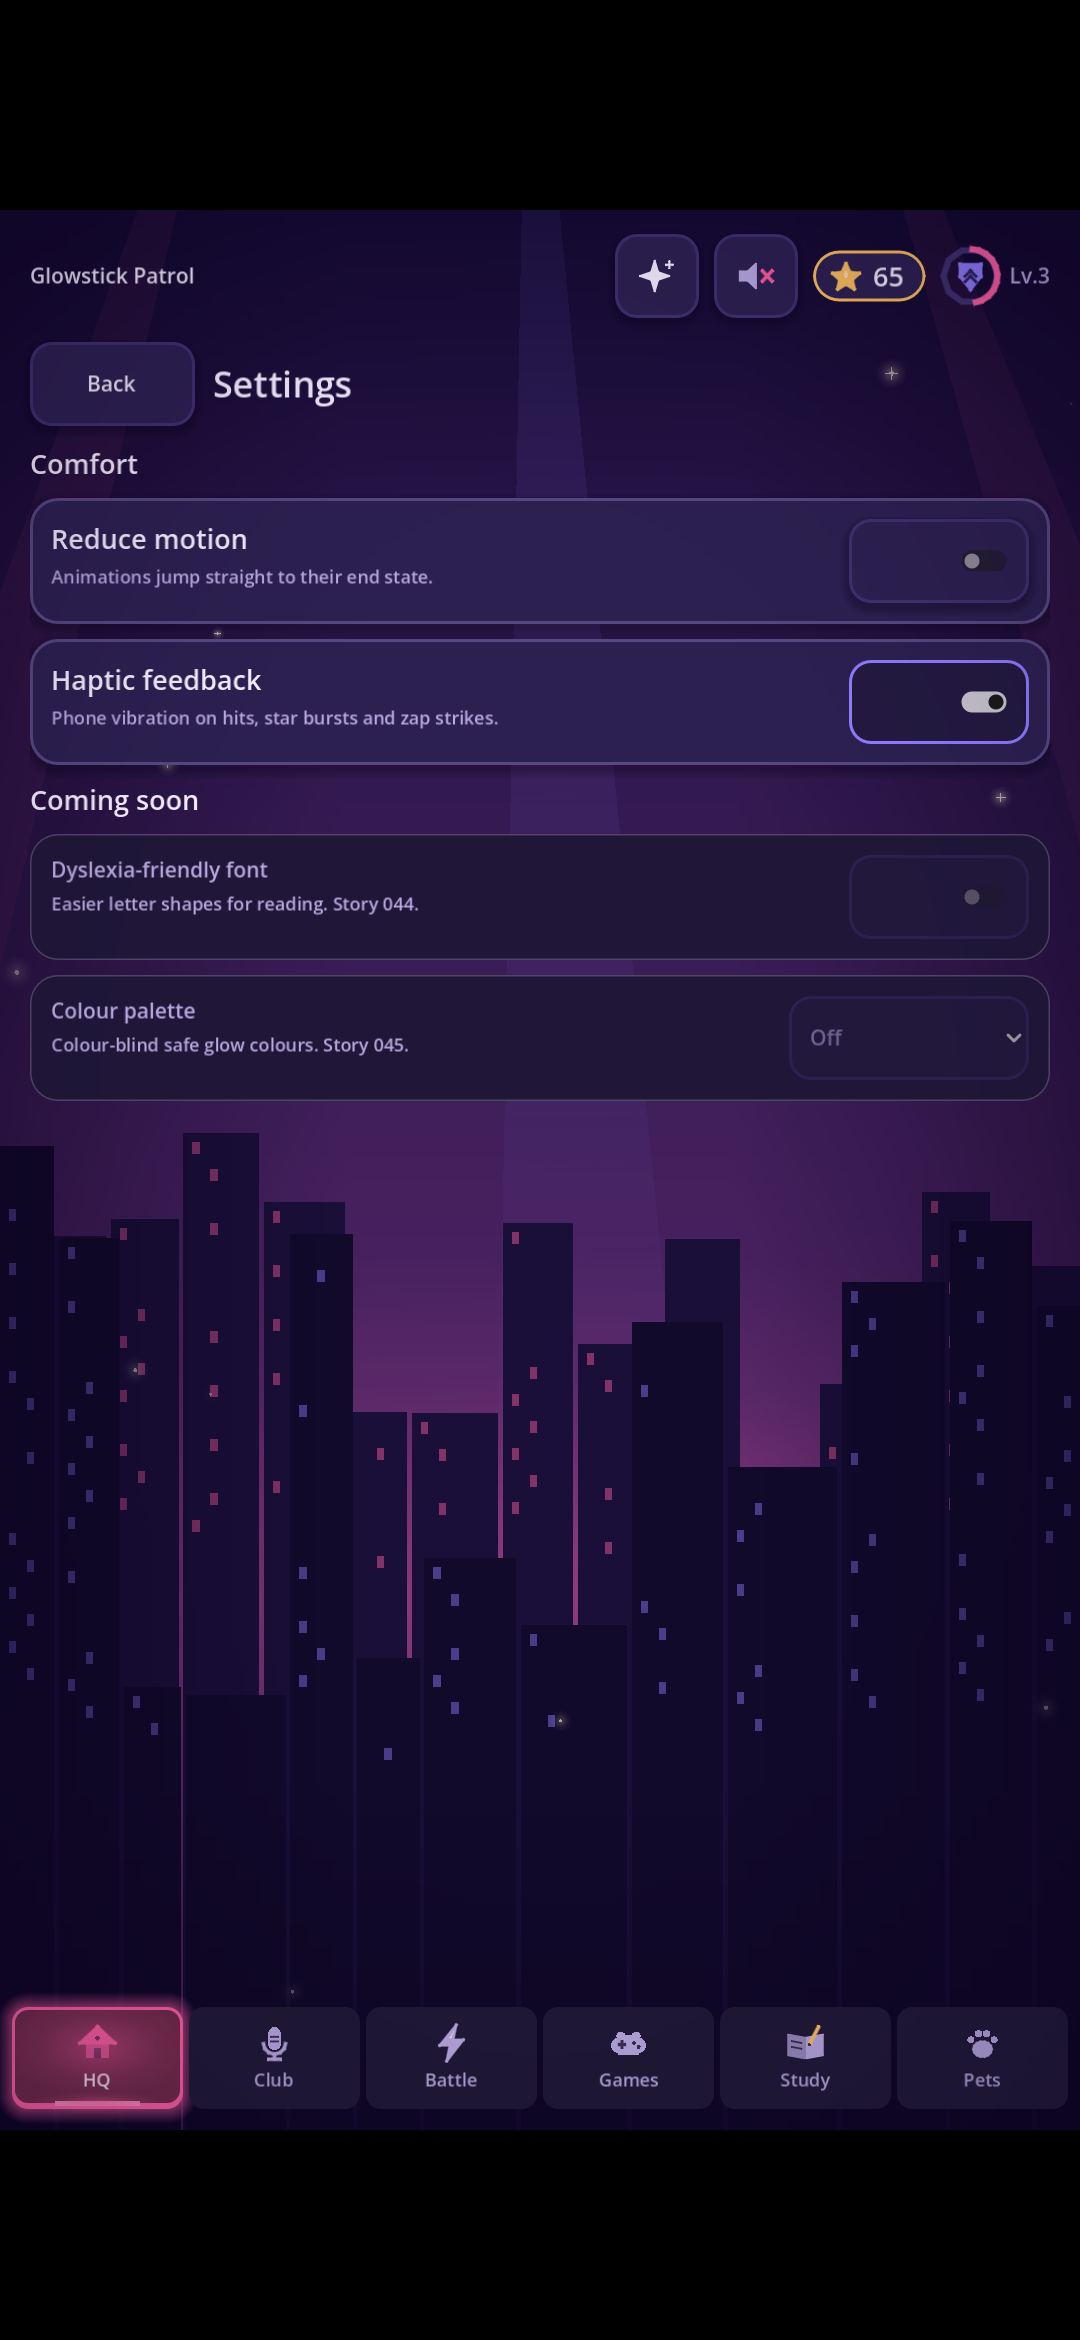 Glowstick Patrol
65
Lv.3
Back
Settings
Comfort
Reduce motion
Animations jump straight to their end state.
Haptic feedback
Phone vibration on hits, star bursts and zap strikes.
Coming soon
Dyslexia-friendly font
Easier letter shapes for reading. Story 044.
Colour palette
Colour-blind safe glow colours. Story 045.
Off
HQ
Club
Battle
Games
Study
Pets